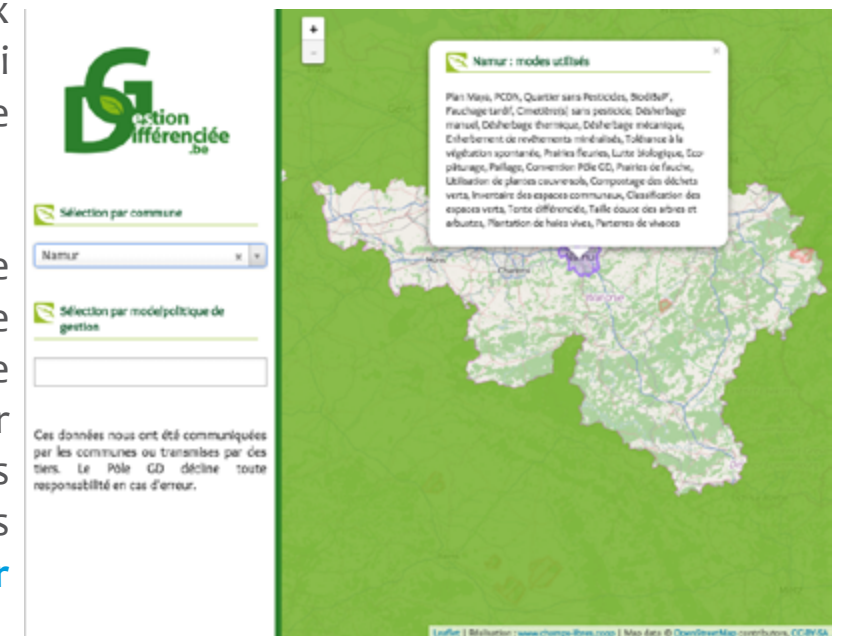 x
i
e
e
e
e
r
s
s
r
Gestion
Différenciée
.be
Sélection par commune
Namur × 
Sélection par mode/politique de
gestion
Ces données nous ont été communiquées
par les communes ou transmises par des
tiers. Le Pôle GD décline toute
responsabilité en cas d'erreur.
+
-
×
Namur : modes utilisés
Plan Maya, PCDN, Quartier sans Pesticides, BiodiBaP,
Fauchage tardif, Cimetière(s) sans pesticide, Désherbage
manuel, Désherbage thermique, Désherbage mécanique,
Enherbement de revêtements minéralisés, Tolérance à la
végétation spontanée, Prairies fleuries, Lutte biologique, Eco-
pâturage, Paillage, Convention Pôle GD, Prairies de fauche,
Utilisation de plantes couvre-sols, Compostage des déchets
verts, Inventaire des espaces communaux, Classification des
espaces verts, Tonte différenciée, Taille douce des arbres et
arbustes, Plantation de haies vives, Parterres de vivaces
Mons
Charleroi
Namur
Wallonie
Leaflet | Réalisation : www.champs-libres.coop | Map data © OpenStreetMap contributors, CC-BY-SA